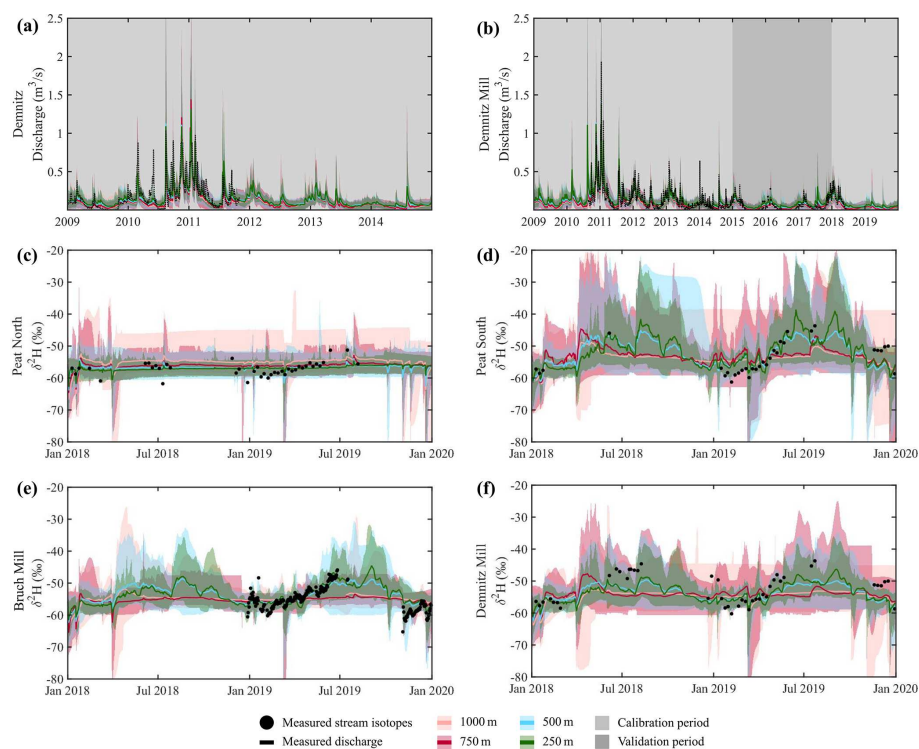 (a)
Demnitz
Discharge (m³/s)
2.5
2
1.5
1
0.5
2009 2010 2011 2012 2013 2014
(b)
Demnitz Mill
Discharge (m³/s)
2.5
2
1.5
1
0.5
2009 2010 2011 2012 2013 2014 2015 2016 2017 2018 2019
(c)
Peat North
δ²H (‰)
-20
-50
-60
-70
-80
Jan 2018 Jul 2018 Jan 2019 Jul 2019 Jan 2020
(d)
Peat South
δ²H (‰)
-20
-30
-40
-50
-60
-70
-80
Jan 2018 Jul 2018 Jan 2019 Jul 2019 Jan 2020
(e)
Bruch Mill
δ²H (‰)
-20
-30
-40
-50
-60
-70
-80
Jan 2018 Jul 2018 Jan 2019 Jul 2019 Jan 2020
(f)
Demnitz Mill
δ²H (‰)
-20
-30
-40
-50
-60
-70
-80
Jan 2018 Jul 2018 Jan 2019 Jul 2019 Jan 2020
Measured stream isotopes 1000 m 500 m Calibration period
Measured discharge 750 m 250 m Validation period